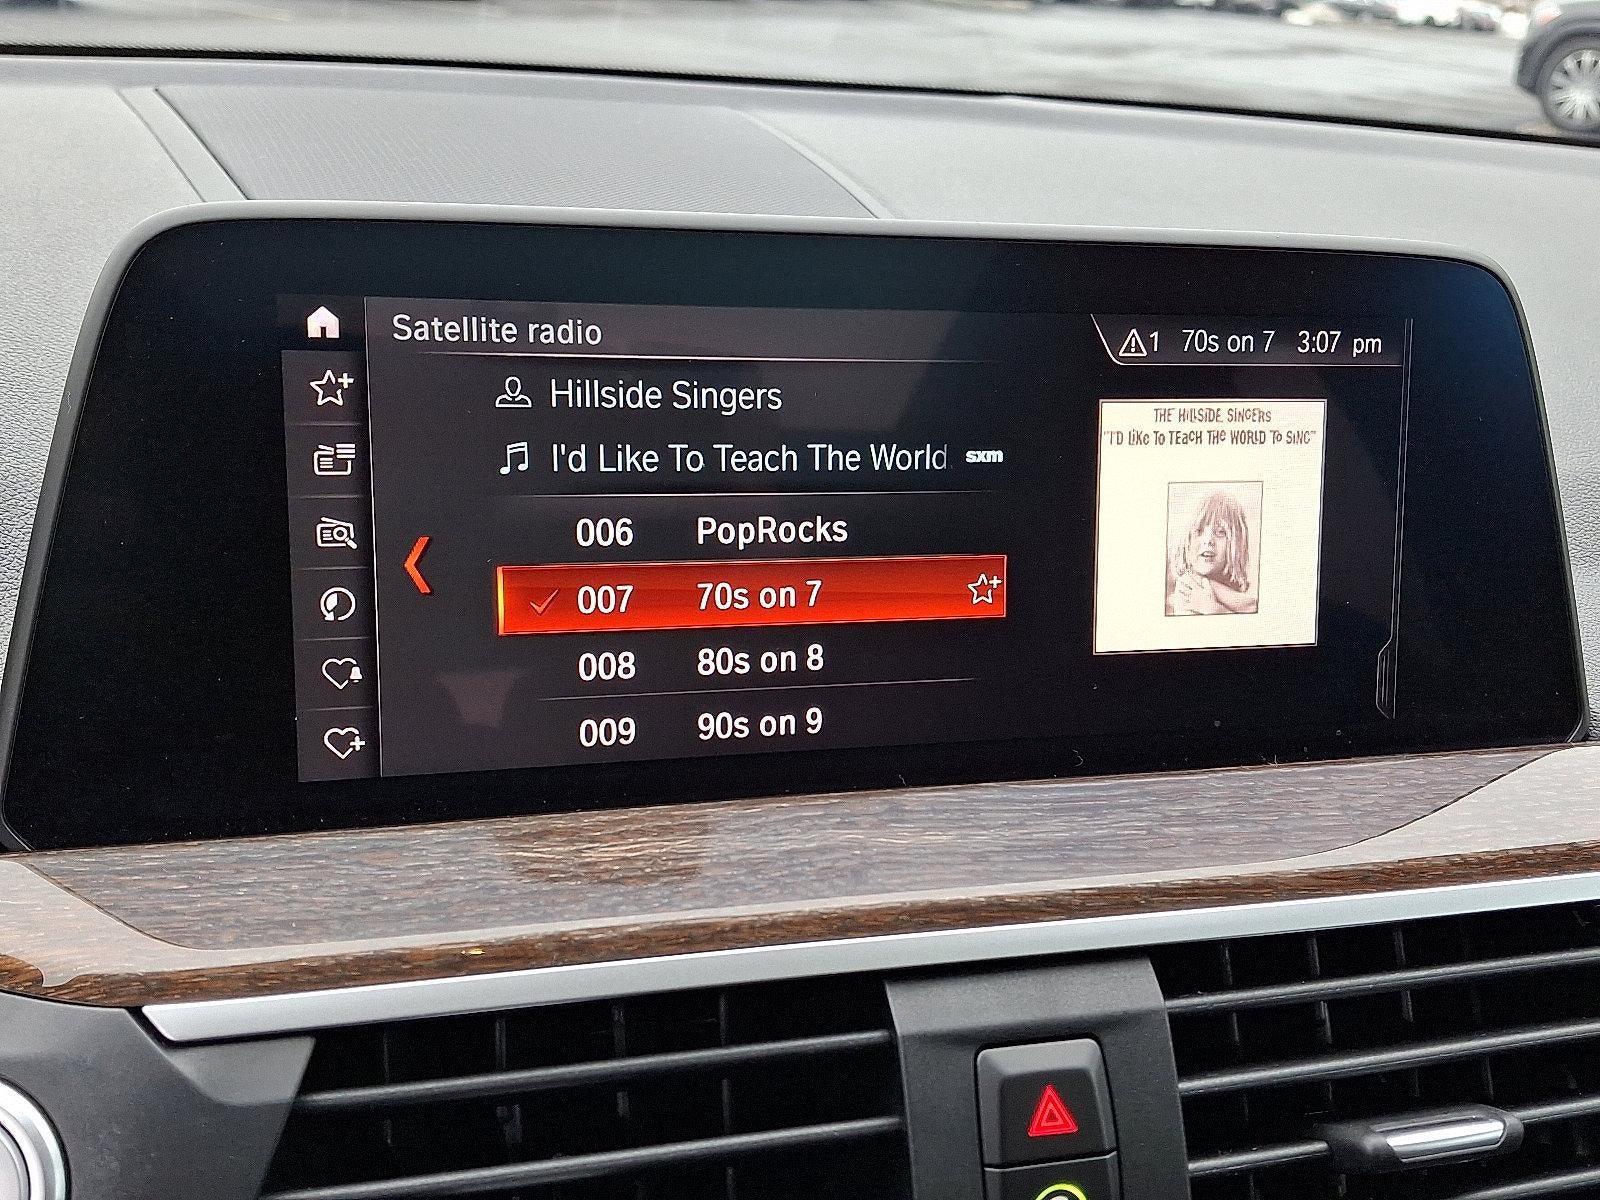 Satellite radio
1 70s on 7 3:07 pm
Hillside Singers
I'd Like To Teach The World sxm
006 PopRocks
007 70s on 7
008 80s on 8
009 90s on 9
THE HILLSIDE SINGERS
"I'D LIKE TO TEACH THE WORLD TO SING"